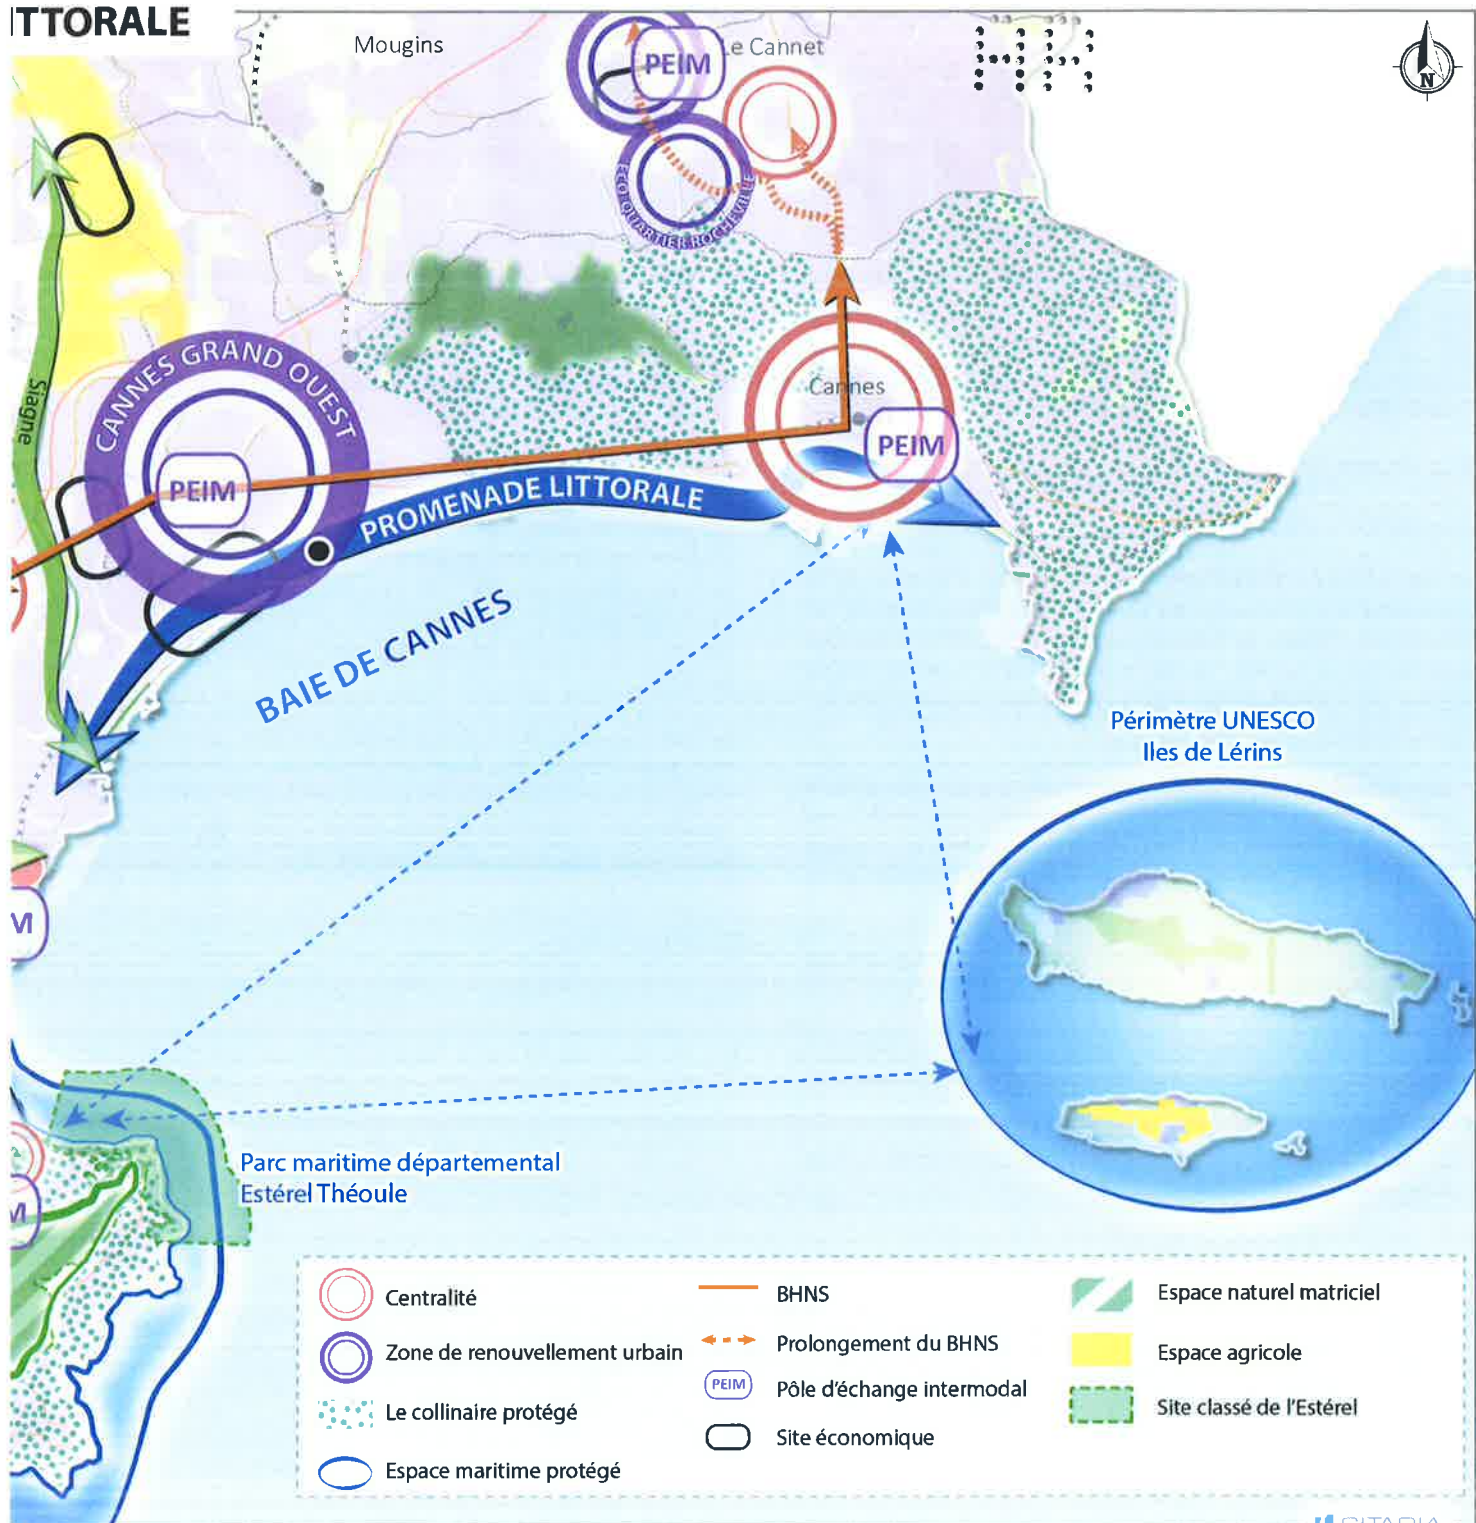 ITTORALE
Mougins
Le Cannet
PEIM
ECO QUARTIER ROCHEVILLE
CANNES GRAND OUEST
Siagne
Cannes
PEIM
PEIM
PROMENADE LITTORALE
BAIE DE CANNES
Périmètre UNESCO
Iles de Lérins
M
Parc maritime départemental
Estérel Théoule
M
Centralité
Zone de renouvellement urbain
Le collinaire protégé
Espace maritime protégé
BHNS
Prolongement du BHNS
PEIM
Pôle d'échange intermodal
Site économique
Espace naturel matriciel
Espace agricole
Site classé de l'Estérel
N